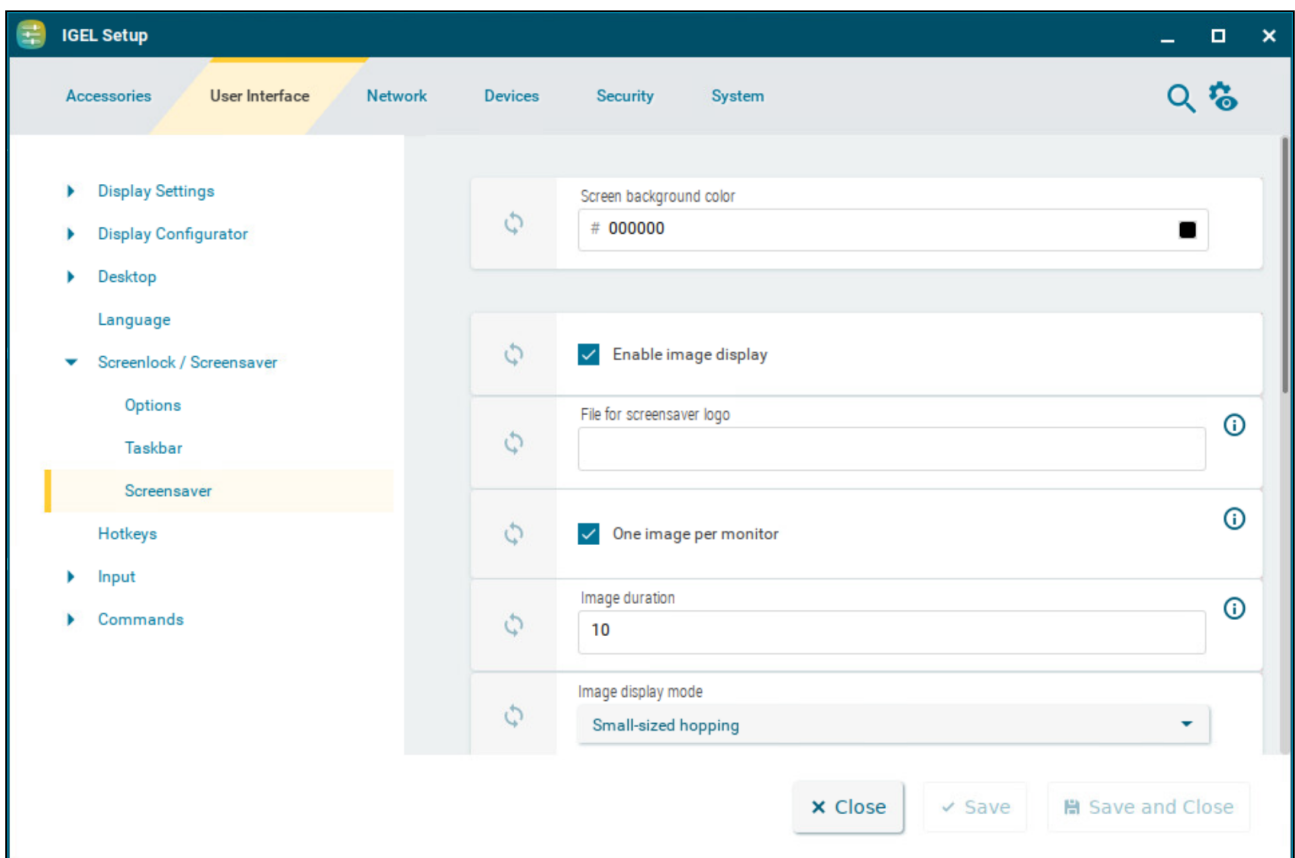 IGEL Setup
Accessories User Interface Network Devices Security System
Display Settings
Display Configurator
Desktop
Language
Screenlock / Screensaver
Options
Taskbar
Screensaver
Hotkeys
Input
Commands
Screen background color
# 000000
Enable image display
File for screensaver logo
One image per monitor
Image duration
10
Image display mode
Small-sized hopping
Close Save Save and Close